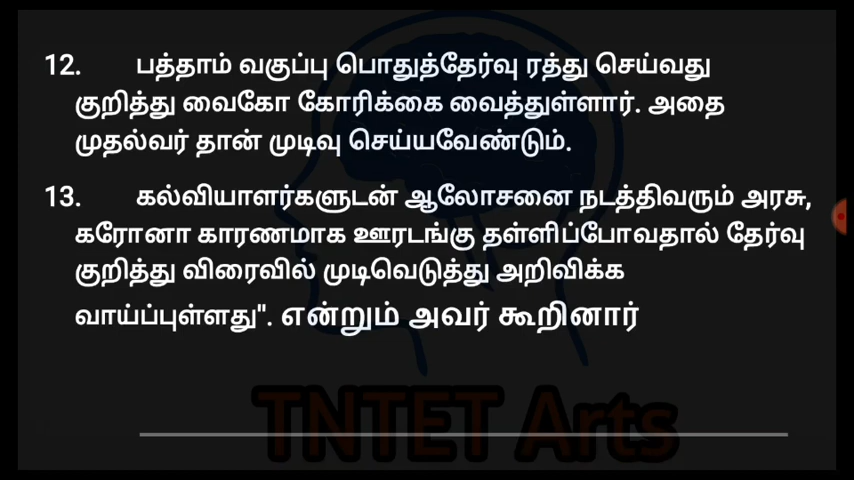 12. பத்தாம் வகுப்பு பொதுத்தேர்வு ரத்து செய்வது
குறித்து வைகோ கோரிக்கை வைத்துள்ளார். அதை
முதல்வர் தான் முடிவு செய்யவேண்டும்.
13. கல்வியாளர்களுடன் ஆலோசனை நடத்திவரும் அரசு,
கரோனா காரணமாக ஊரடங்கு தள்ளிப்போவதால் தேர்வு
குறித்து விரைவில் முடிவெடுத்து அறிவிக்க
வாய்ப்புள்ளது". என்றும் அவர் கூறினார்
TNTET Arts